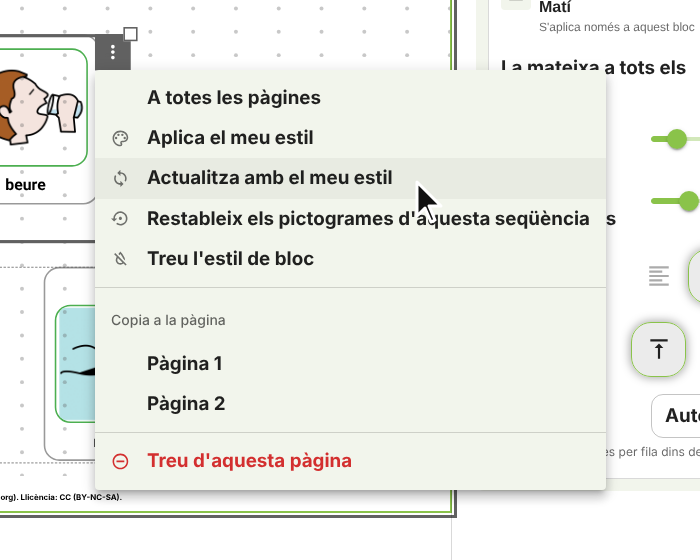 Matí
S'aplica només a aquest bloc
La mateixa a tots els
A totes les pàgines
Aplica el meu estil
beure
Actualitza amb el meu estil
Restableix els pictogrames d'aquesta seqüència
s
Treu l'estil de bloc
Copia a la pàgina
Pàgina 1
Pàgina 2
Auto
es per fila dins de
Treu d'aquesta pàgina
org). Llicència: CC (BY-NC-SA).